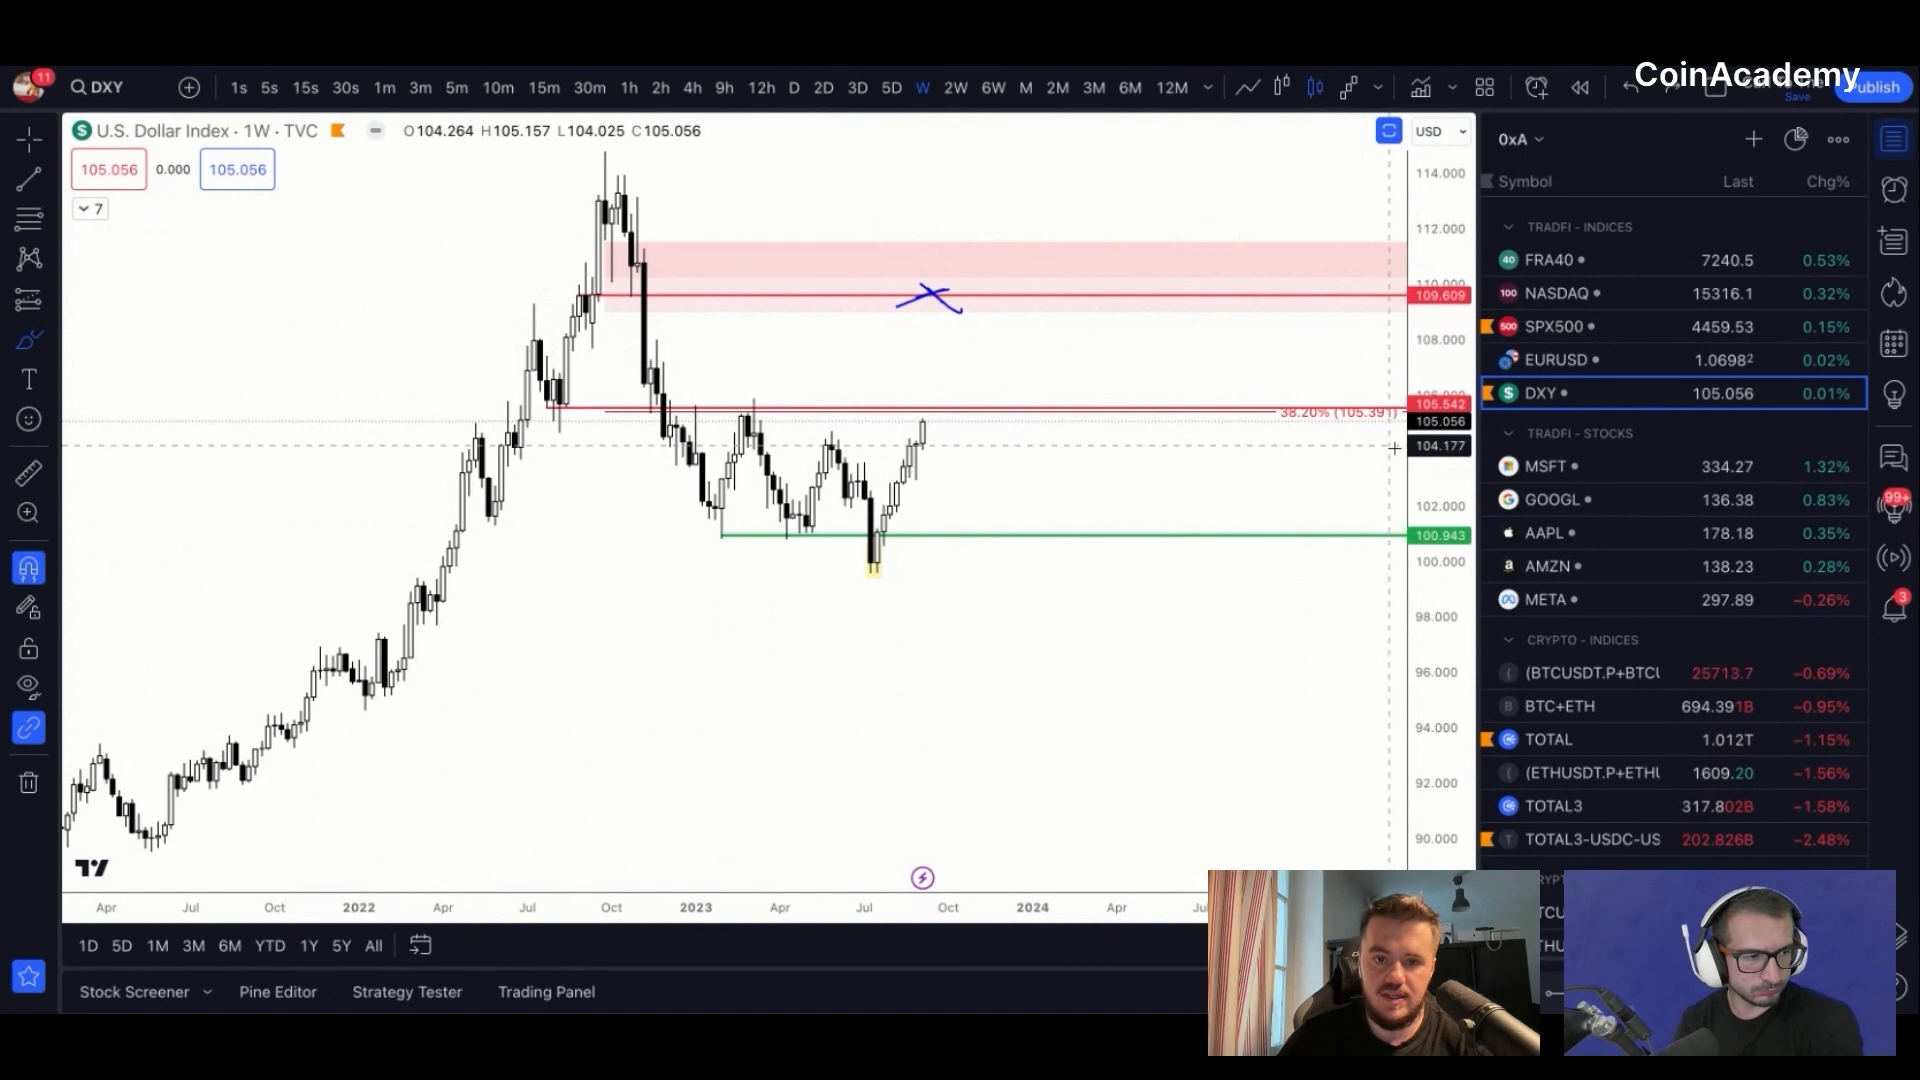 CoinAcademy
11
DXY
1s 5s 15s 30s 1m 3m 5m 10m 15m 30m 1h 2h 4h 9h 12h D 2D 3D 5D W 2W 6W M 2M 3M 6M 12M
Save
Publish
U.S. Dollar Index · 1W · TVC O104.264 H105.157 L104.025 C105.056
USD
105.056 0.000 105.056
7
114.000
112.000
110.000
109.609
108.000
105.542
38.20% (105.391)
105.056
104.177
102.000
100.943
100.000
98.000
96.000
94.000
92.000
90.000
Apr Jul Oct 2022 Apr Jul Oct 2023 Apr Jul Oct 2024 Apr
1D 5D 1M 3M 6M YTD 1Y 5Y All
Stock Screener Pine Editor Strategy Tester Trading Panel
0xA
Symbol Last Chg%
TRADFI - INDICES
40 FRA40 7240.5 0.53%
100 NASDAQ 15316.1 0.32%
500 SPX500 4459.53 0.15%
EURUSD 1.0698² 0.02%
$ DXY 105.056 0.01%
TRADFI - STOCKS
MSFT 334.27 1.32%
GOOGL 136.38 0.83%
AAPL 178.18 0.35%
AMZN 138.23 0.28%
META 297.89 −0.26%
CRYPTO - INDICES
(BTCUSDT.P+BTCU 25713.7 −0.69%
B BTC+ETH 694.391B −0.95%
TOTAL 1.012T −1.15%
(ETHUSDT.P+ETHU 1609.20 −1.56%
TOTAL3 317.802B −1.58%
T TOTAL3-USDC-US 202.826B −2.48%
99+
3